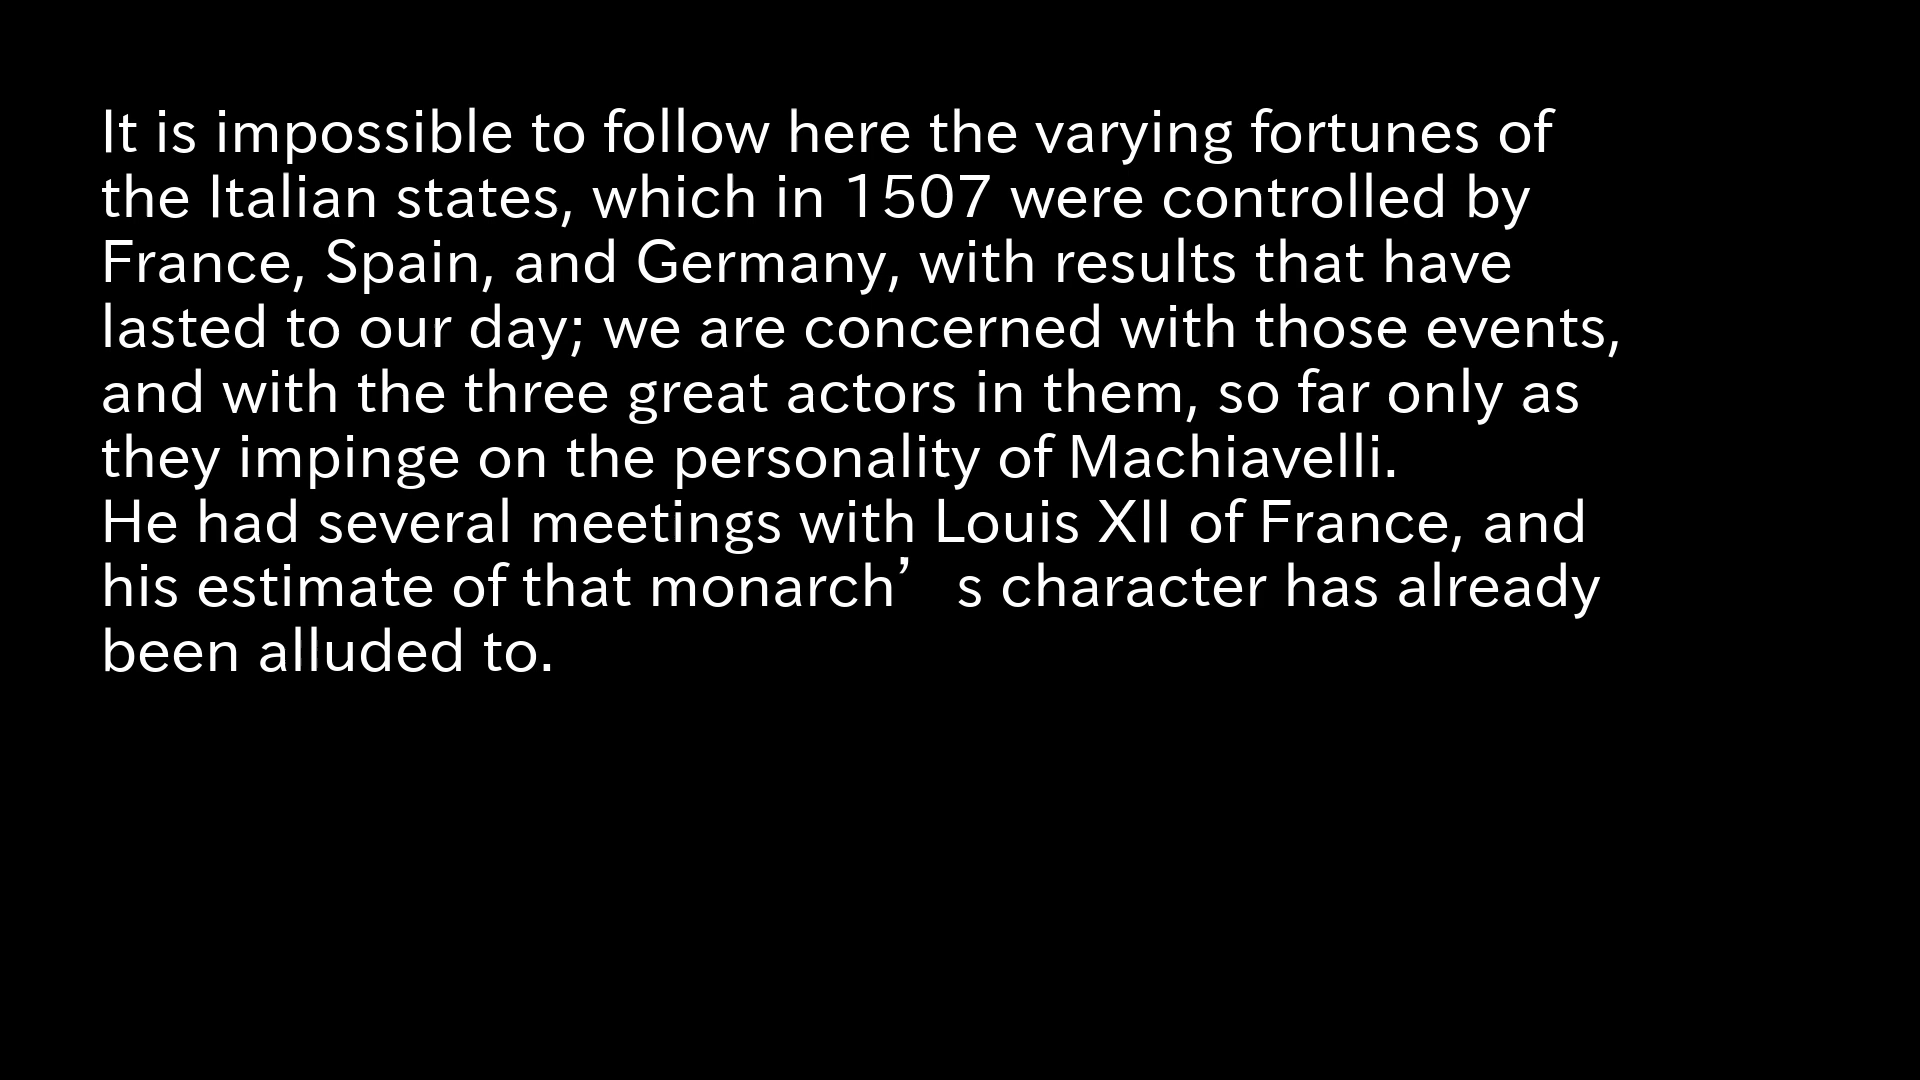 It is impossible to follow here the varying fortunes of
the Italian states, which in 1507 were controlled by
France, Spain, and Germany, with results that have
lasted to our day; we are concerned with those events,
and with the three great actors in them, so far only as
they impinge on the personality of Machiavelli.
He had several meetings with Louis XII of France, and
his estimate of that monarch’s character has already
been alluded to.